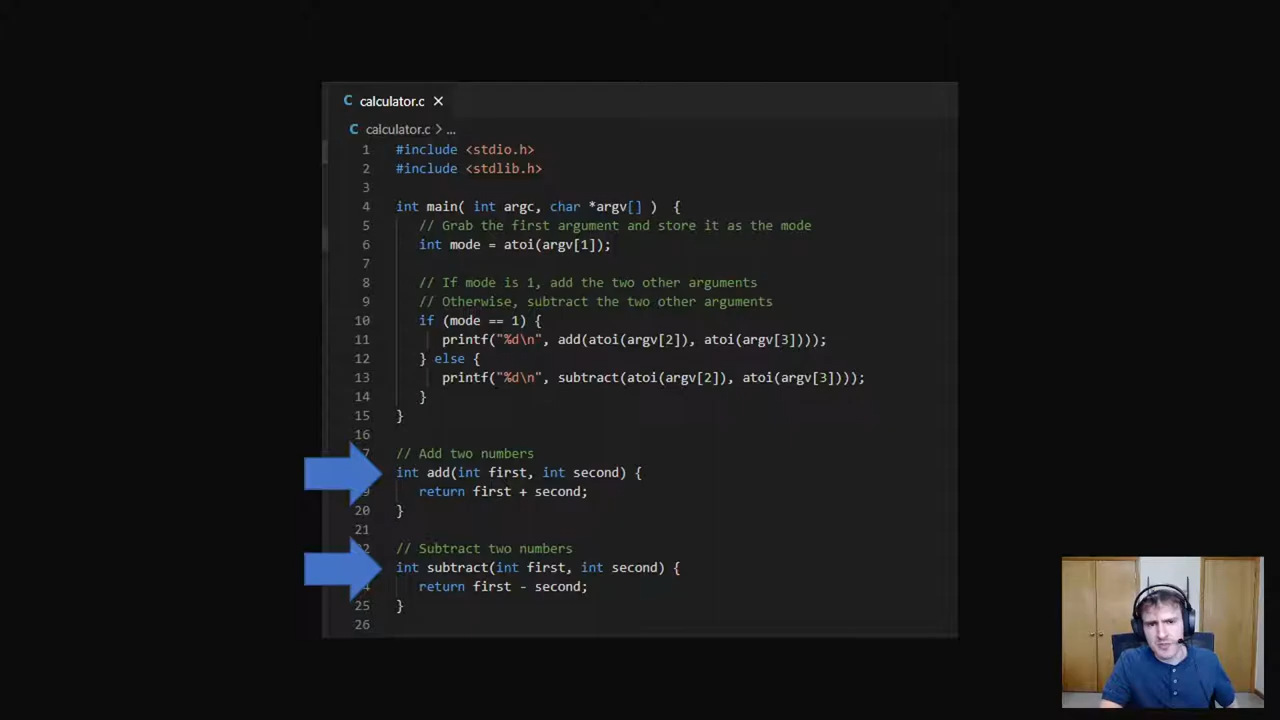 C calculator.c ×
C calculator.c > ...
1 #include <stdio.h>
2 #include <stdlib.h>
3
4 int main( int argc, char *argv[] )  {
5 // Grab the first argument and store it as the mode
6 int mode = atoi(argv[1]);
7
8 // If mode is 1, add the two other arguments
9 // Otherwise, subtract the two other arguments
10 if (mode == 1) {
11 printf("%d\n", add(atoi(argv[2]), atoi(argv[3])));
12 } else {
13 printf("%d\n", subtract(atoi(argv[2]), atoi(argv[3])));
14 }
15 }
16
7 // Add two numbers
int add(int first, int second) {
9 return first + second;
20 }
21
2 // Subtract two numbers
int subtract(int first, int second) {
4 return first - second;
25 }
26